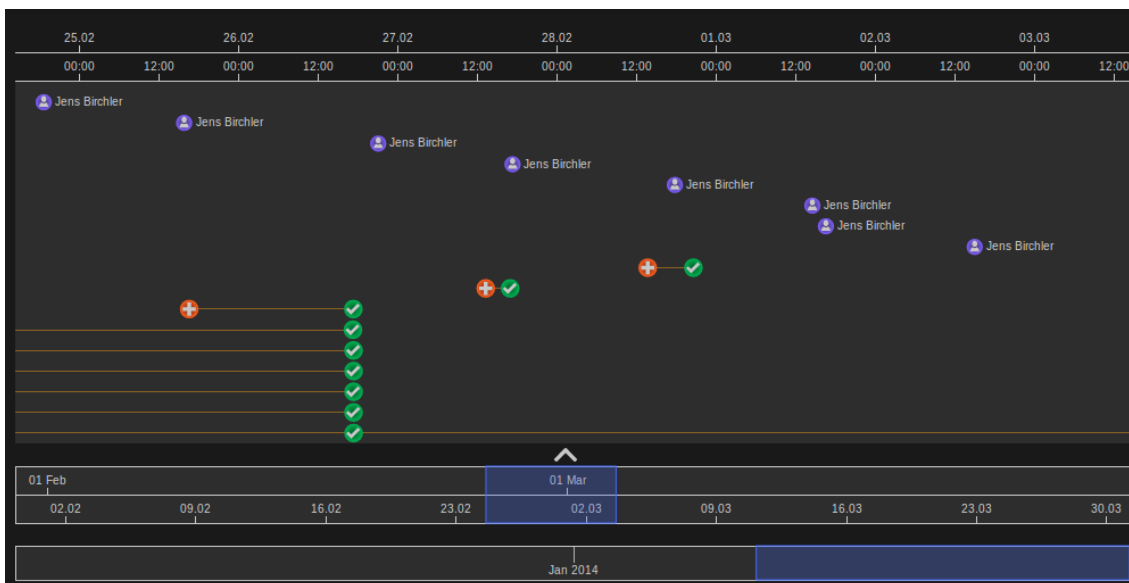 25.02 26.02 27.02 28.02 01.03 02.03 03.03
00:00 12:00 00:00 12:00 00:00 12:00 00:00 12:00 00:00 12:00 00:00 12:00 00:00 12:00
Jens Birchler
Jens Birchler
Jens Birchler
Jens Birchler
Jens Birchler
Jens Birchler
Jens Birchler
Jens Birchler
01 Feb 01 Mar
02.02 09.02 16.02 23.02 02.03 09.03 16.03 23.03 30.03
Jan 2014